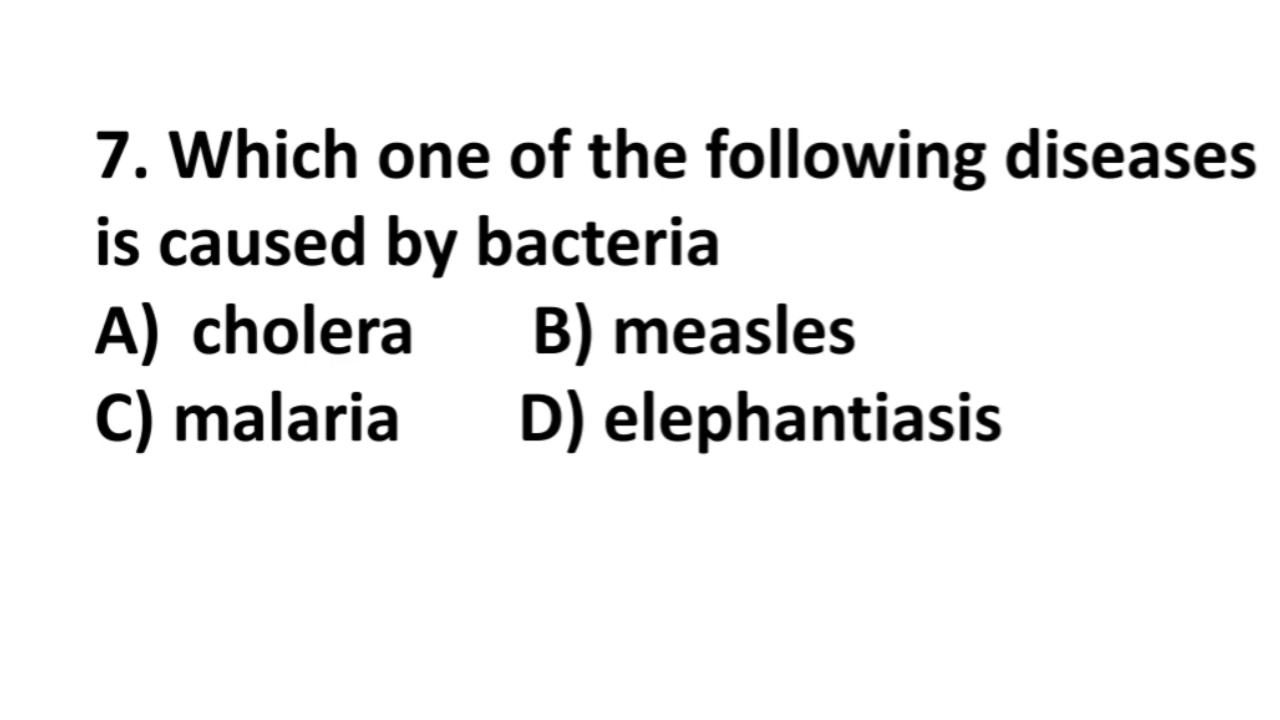 7. Which one of the following diseases
is caused by bacteria
A) cholera B) measles
C) malaria D) elephantiasis